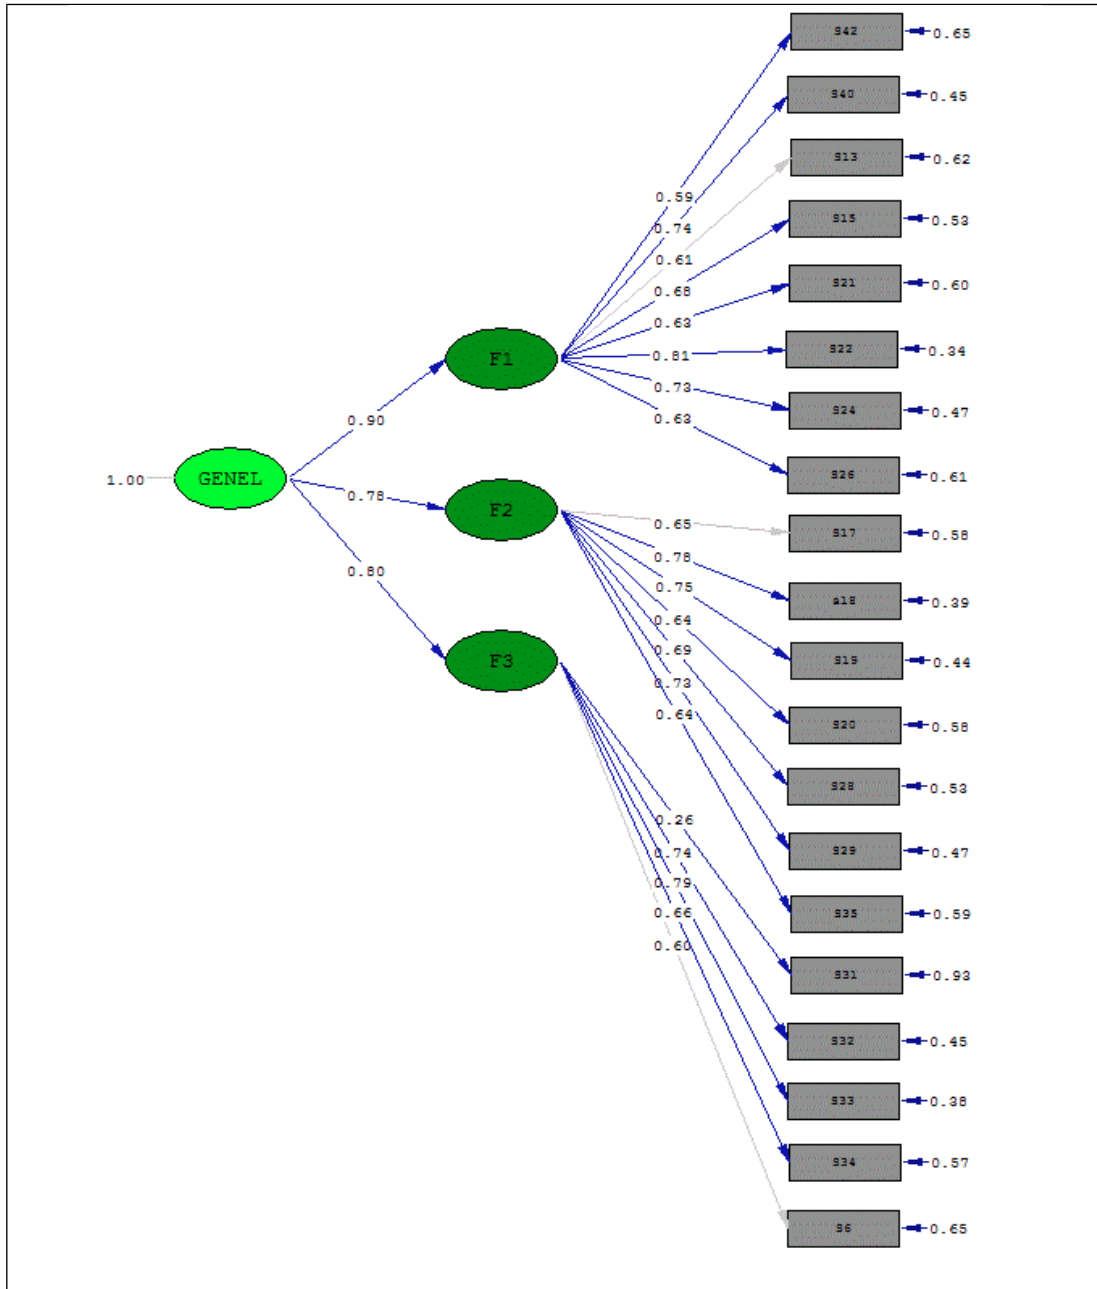 S42 0.65
S40 0.45
S13 0.62
0.59
S15 0.53
0.74
0.61
S21 0.60
0.68
0.63
S22 0.34
F1 0.81
0.73
S24 0.47
0.90 0.63
S26 0.61
1.00 GENEL
0.78
F2 0.65
S17 0.58
0.78
0.80 0.75
s18 0.39
0.64
0.69
F3 S19 0.44
0.73
0.64
S20 0.58
S28 0.53
0.26
0.74 S29 0.47
0.79
0.66 S35 0.59
0.60
S31 0.93
S32 0.45
S33 0.38
S34 0.57
S6 0.65